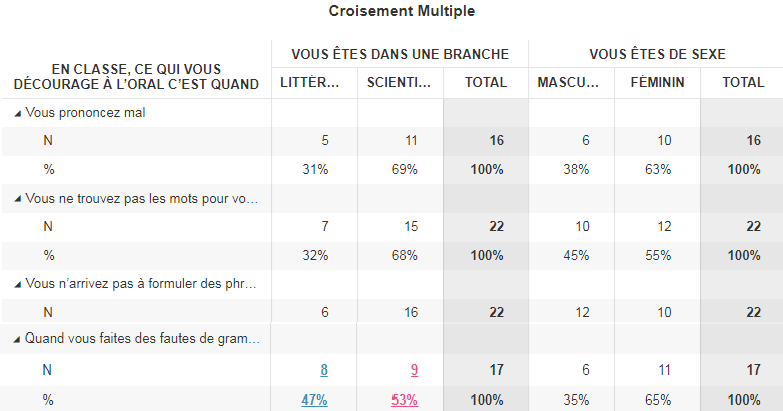 Croisement Multiple
VOUS ÊTES DANS UNE BRANCHE VOUS ÊTES DE SEXE
EN CLASSE, CE QUI VOUS
DÉCOURAGE À L'ORAL C'EST QUAND LITTÉR... SCIENTI... TOTAL MASCU... FÉMININ TOTAL
Vous prononcez mal
N 5 11 16 6 10 16
% 31% 69% 100% 38% 63% 100%
Vous ne trouvez pas les mots pour vo...
N 7 15 22 10 12 22
% 32% 68% 100% 45% 55% 100%
Vous n'arrivez pas à formuler des phr...
N 6 16 22 12 10 22
Quand vous faites des fautes de gram...
N 8 9 17 6 11 17
% 47% 53% 100% 35% 65% 100%